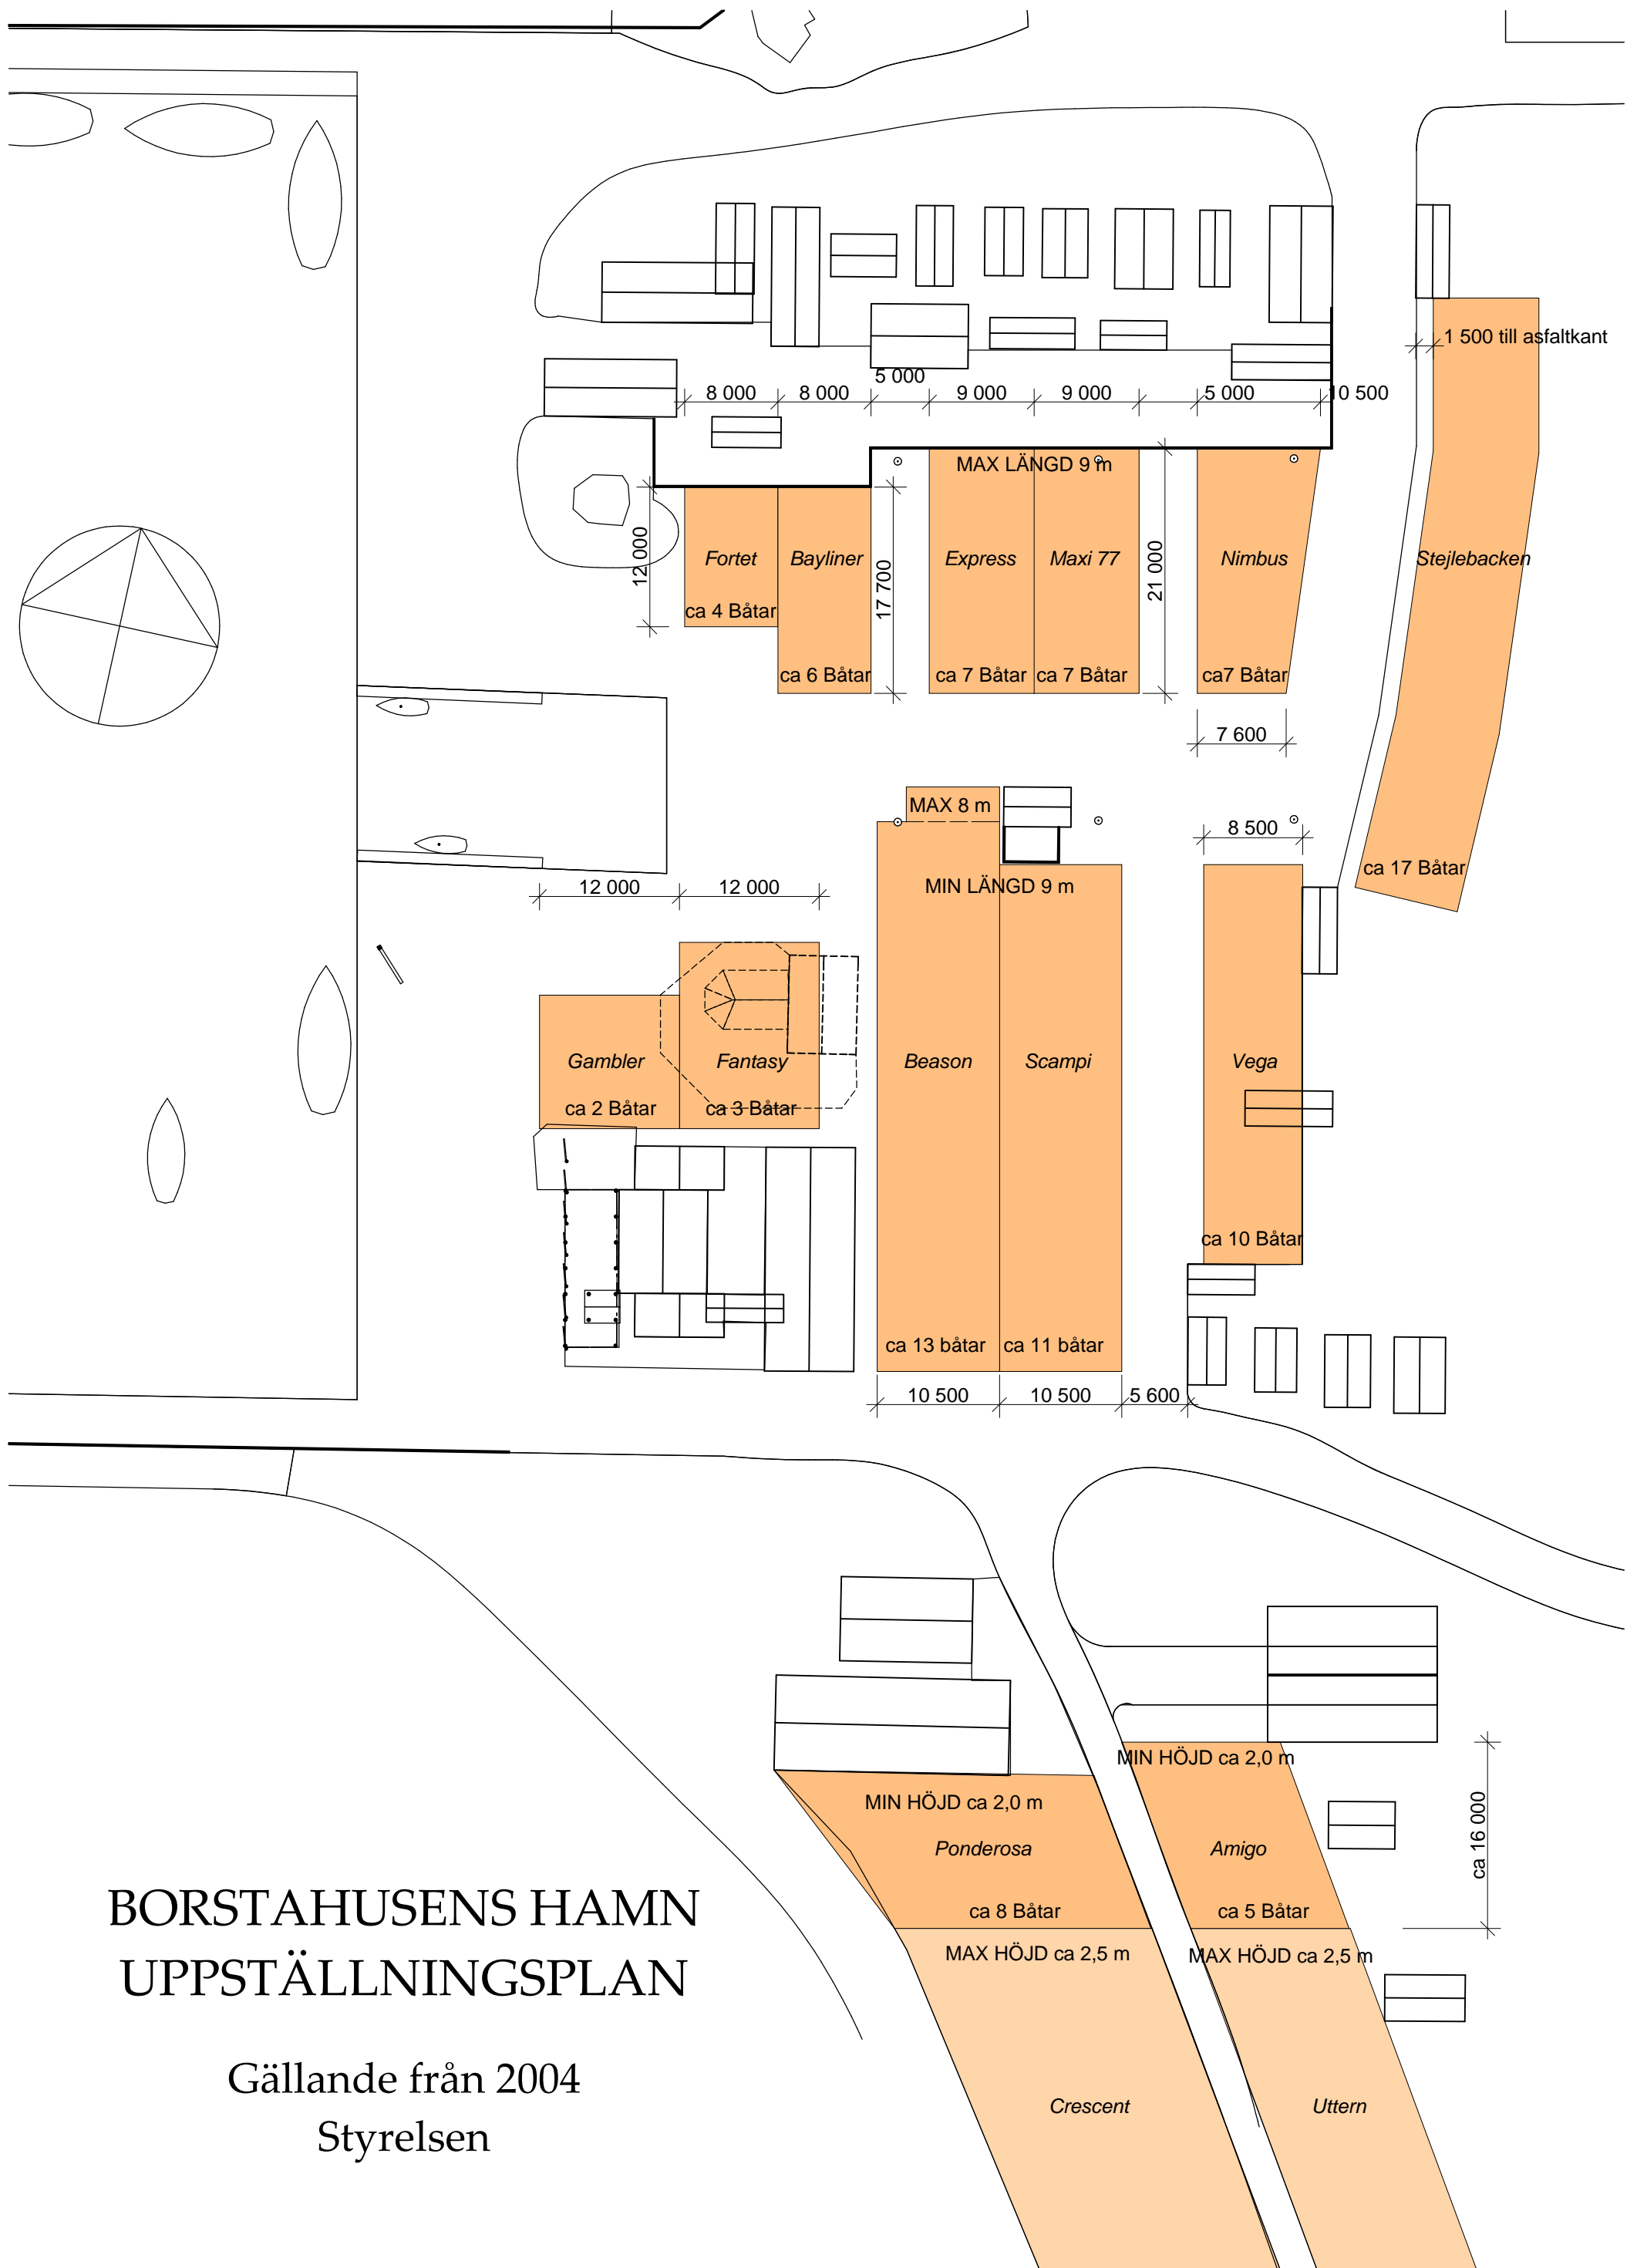 1 500 till asfaltkant
5 000
8 000
8 000
9 000
9 000
5 000
10 500
MAX LÄNGD 9 m
12 000
Fortet
Bayliner
17 700
Express
Maxi 77
21 000
Nimbus
Stejlebacken
ca 4 Båtar
ca 6 Båtar
ca 7 Båtar
ca 7 Båtar
ca7 Båtar
7 600
MAX 8 m
8 500
ca 17 Båtar
12 000
12 000
MIN LÄNGD 9 m
Gambler
Fantasy
Beason
Scampi
Vega
ca 2 Båtar
ca 3 Båtar
ca 10 Båtar
ca 13 båtar
ca 11 båtar
10 500
10 500
5 600
MIN HÖJD ca 2,0 m
MIN HÖJD ca 2,0 m
Ponderosa
Amigo
ca 16 000
ca 8 Båtar
ca 5 Båtar
MAX HÖJD ca 2,5 m
MAX HÖJD ca 2,5 m
Crescent
Uttern
BORSTAHUSENS HAMN
UPPSTÄLLNINGSPLAN
Gällande från 2004
Styrelsen